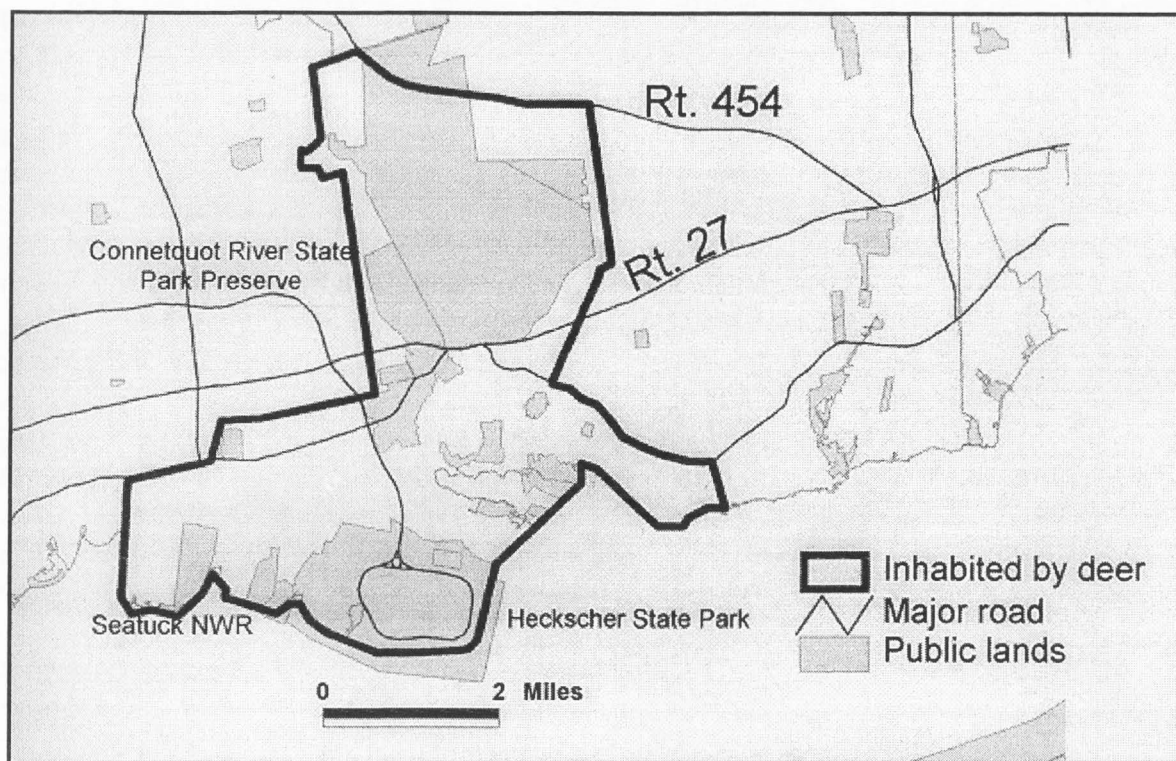 Rt. 454
Rt. 27
Connetquot River State
Park Preserve
Inhabited by deer
Major road
Public lands
Seatuck NWR
Heckscher State Park
0 2 Miles